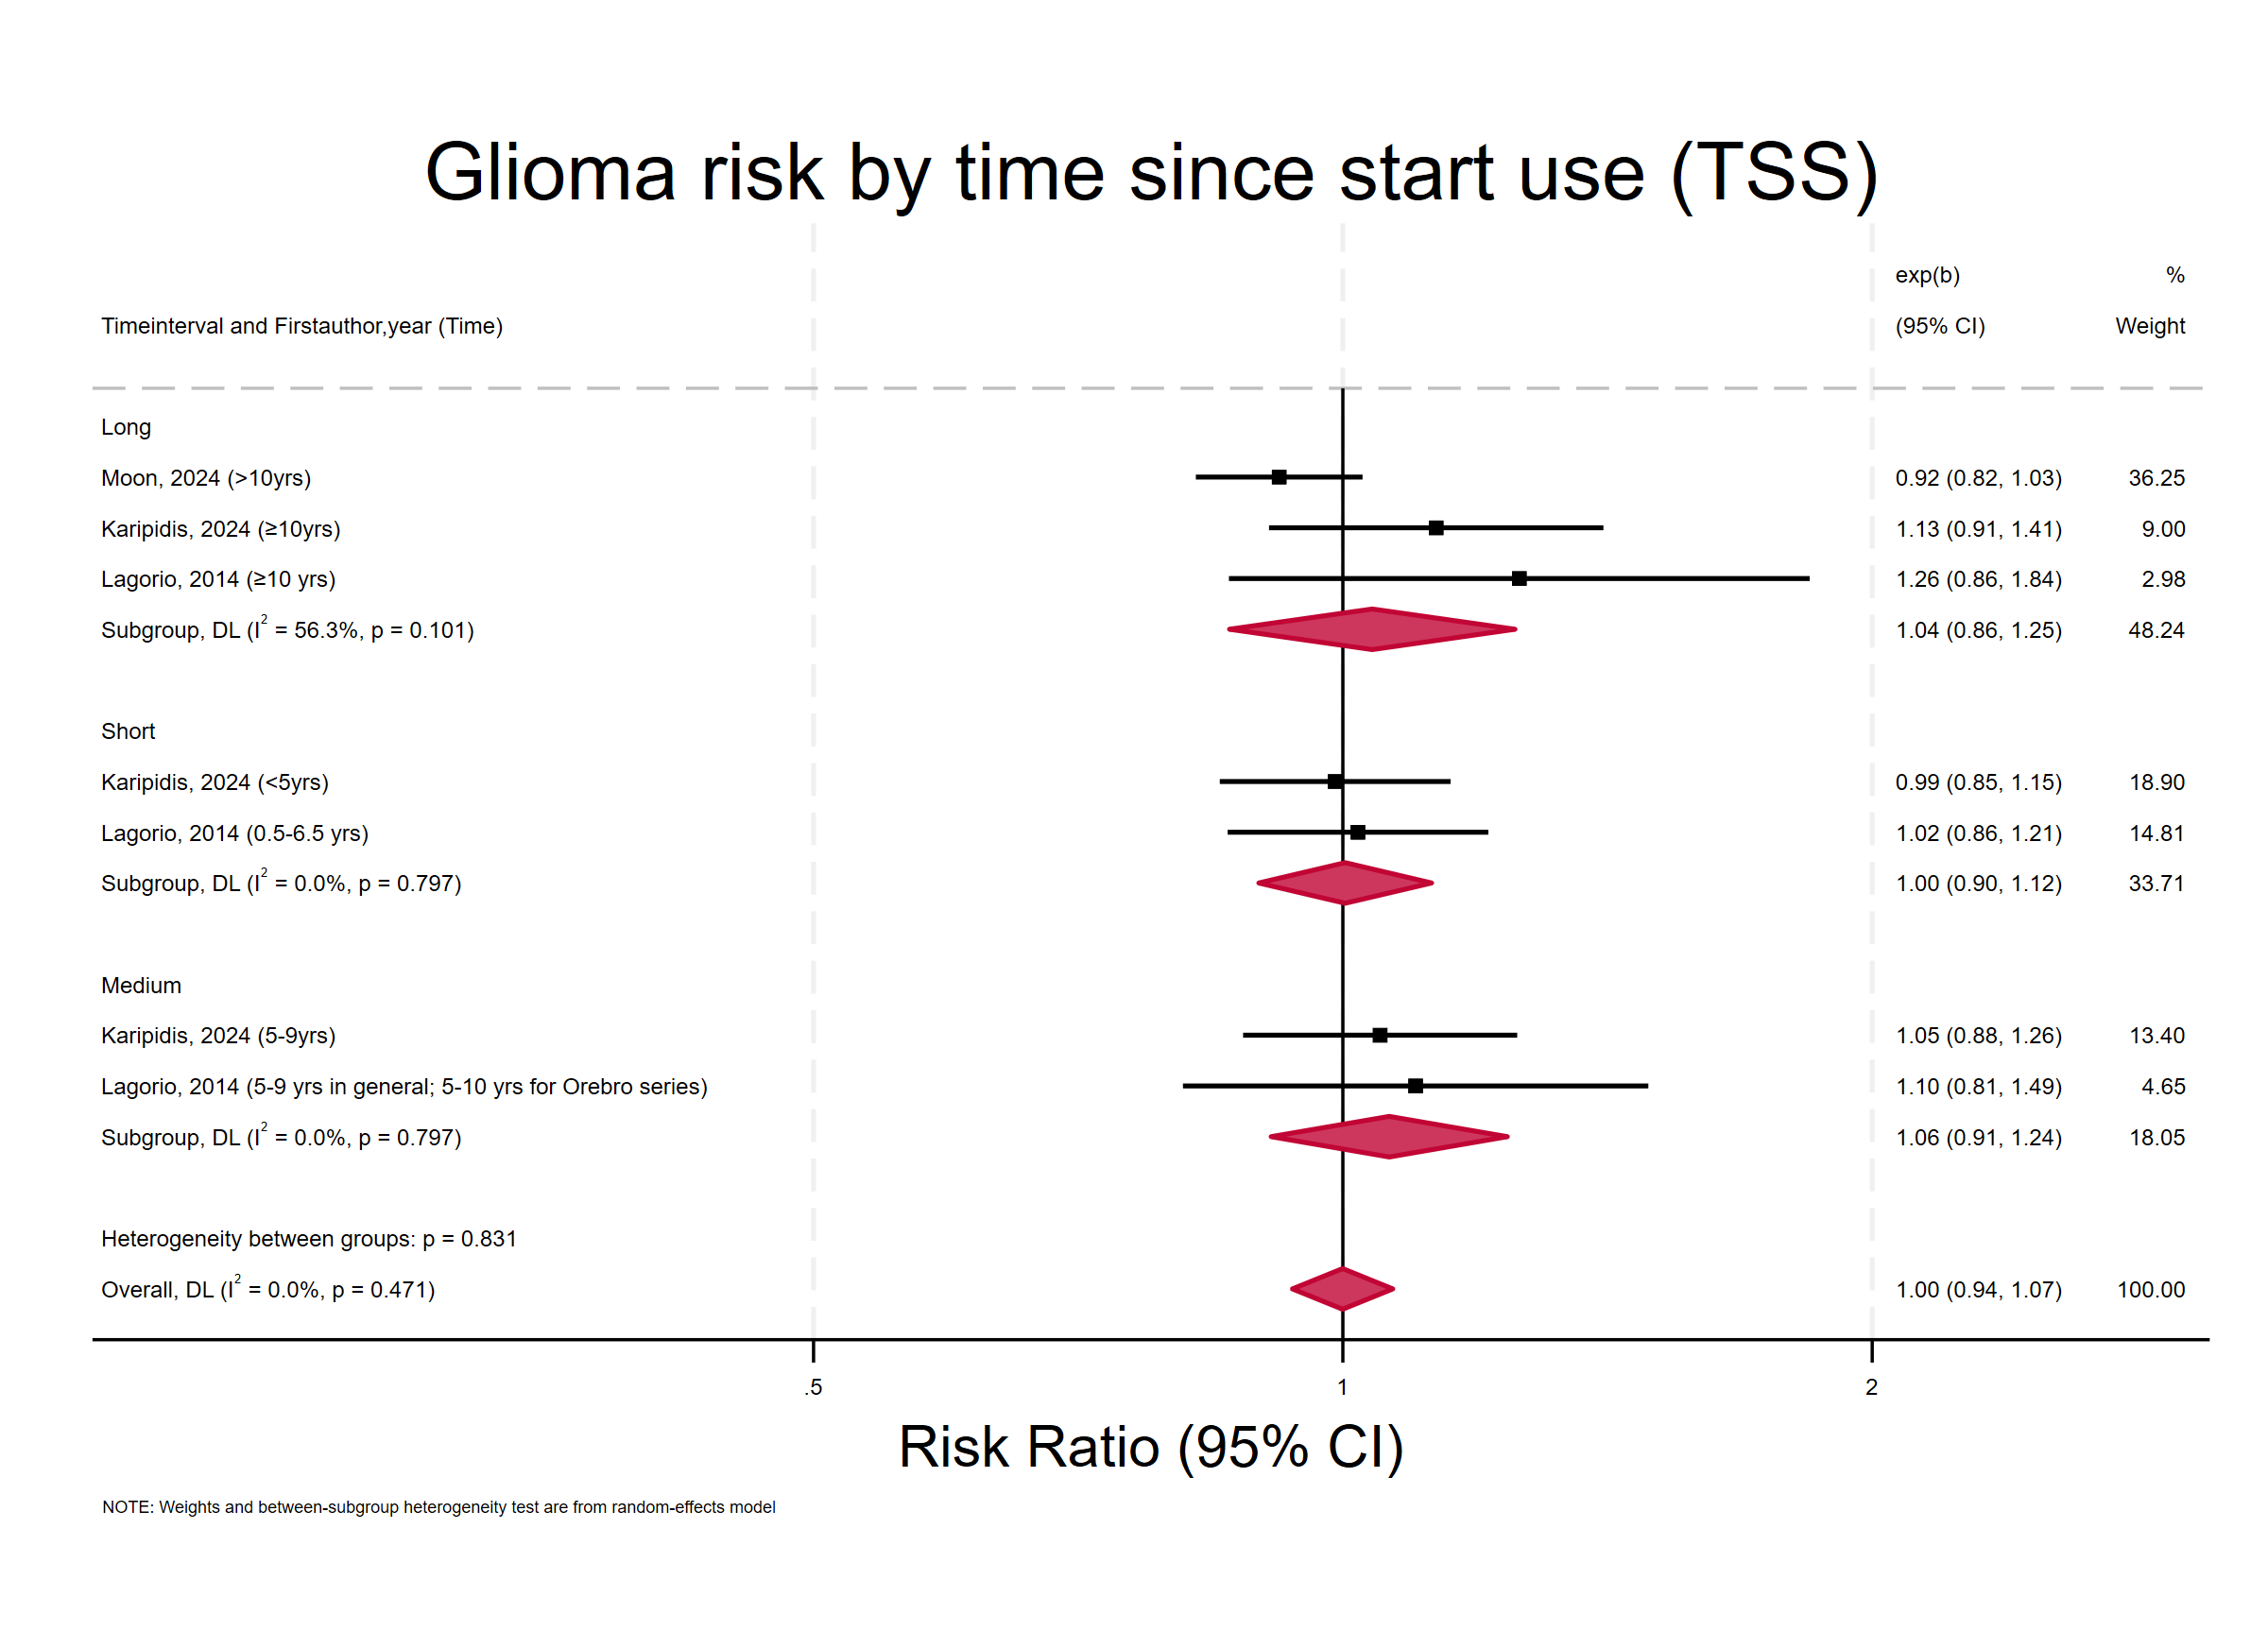 Glioma risk by time since start use (TSS)
exp(b) %
Timeinterval and Firstauthor,year (Time) (95% CI) Weight
Long
Moon, 2024 (>10yrs) 0.92 (0.82, 1.03) 36.25
Karipidis, 2024 (≥10yrs) 1.13 (0.91, 1.41) 9.00
Lagorio, 2014 (≥10 yrs) 1.26 (0.86, 1.84) 2.98
Subgroup, DL (I² = 56.3%, p = 0.101) 1.04 (0.86, 1.25) 48.24
Short
Karipidis, 2024 (<5yrs) 0.99 (0.85, 1.15) 18.90
Lagorio, 2014 (0.5-6.5 yrs) 1.02 (0.86, 1.21) 14.81
Subgroup, DL (I² = 0.0%, p = 0.797) 1.00 (0.90, 1.12) 33.71
Medium
Karipidis, 2024 (5-9yrs) 1.05 (0.88, 1.26) 13.40
Lagorio, 2014 (5-9 yrs in general; 5-10 yrs for Orebro series) 1.10 (0.81, 1.49) 4.65
Subgroup, DL (I² = 0.0%, p = 0.797) 1.06 (0.91, 1.24) 18.05
Heterogeneity between groups: p = 0.831
Overall, DL (I² = 0.0%, p = 0.471) 1.00 (0.94, 1.07) 100.00
.5 1 2
Risk Ratio (95% CI)
NOTE: Weights and between-subgroup heterogeneity test are from random-effects model